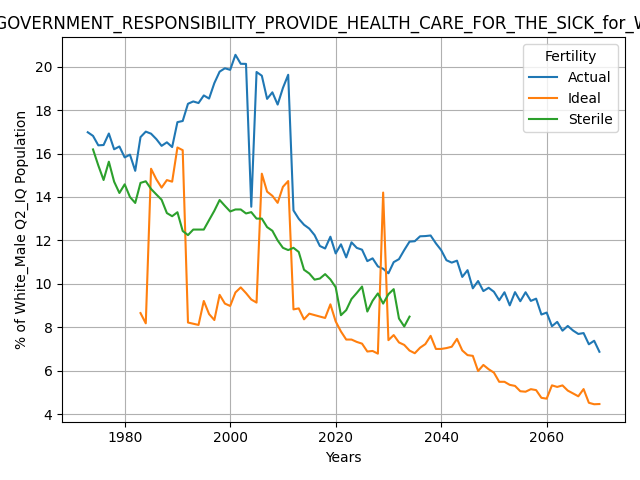 GOVERNMENT_RESPONSIBILITY_PROVIDE_HEALTH_CARE_FOR_THE_SICK_for_W
Fertility
Actual
Ideal
Sterile
% of White_Male Q2_IQ Population
20
18
16
14
12
10
8
6
4
1980 2000 2020 2040 2060
Years